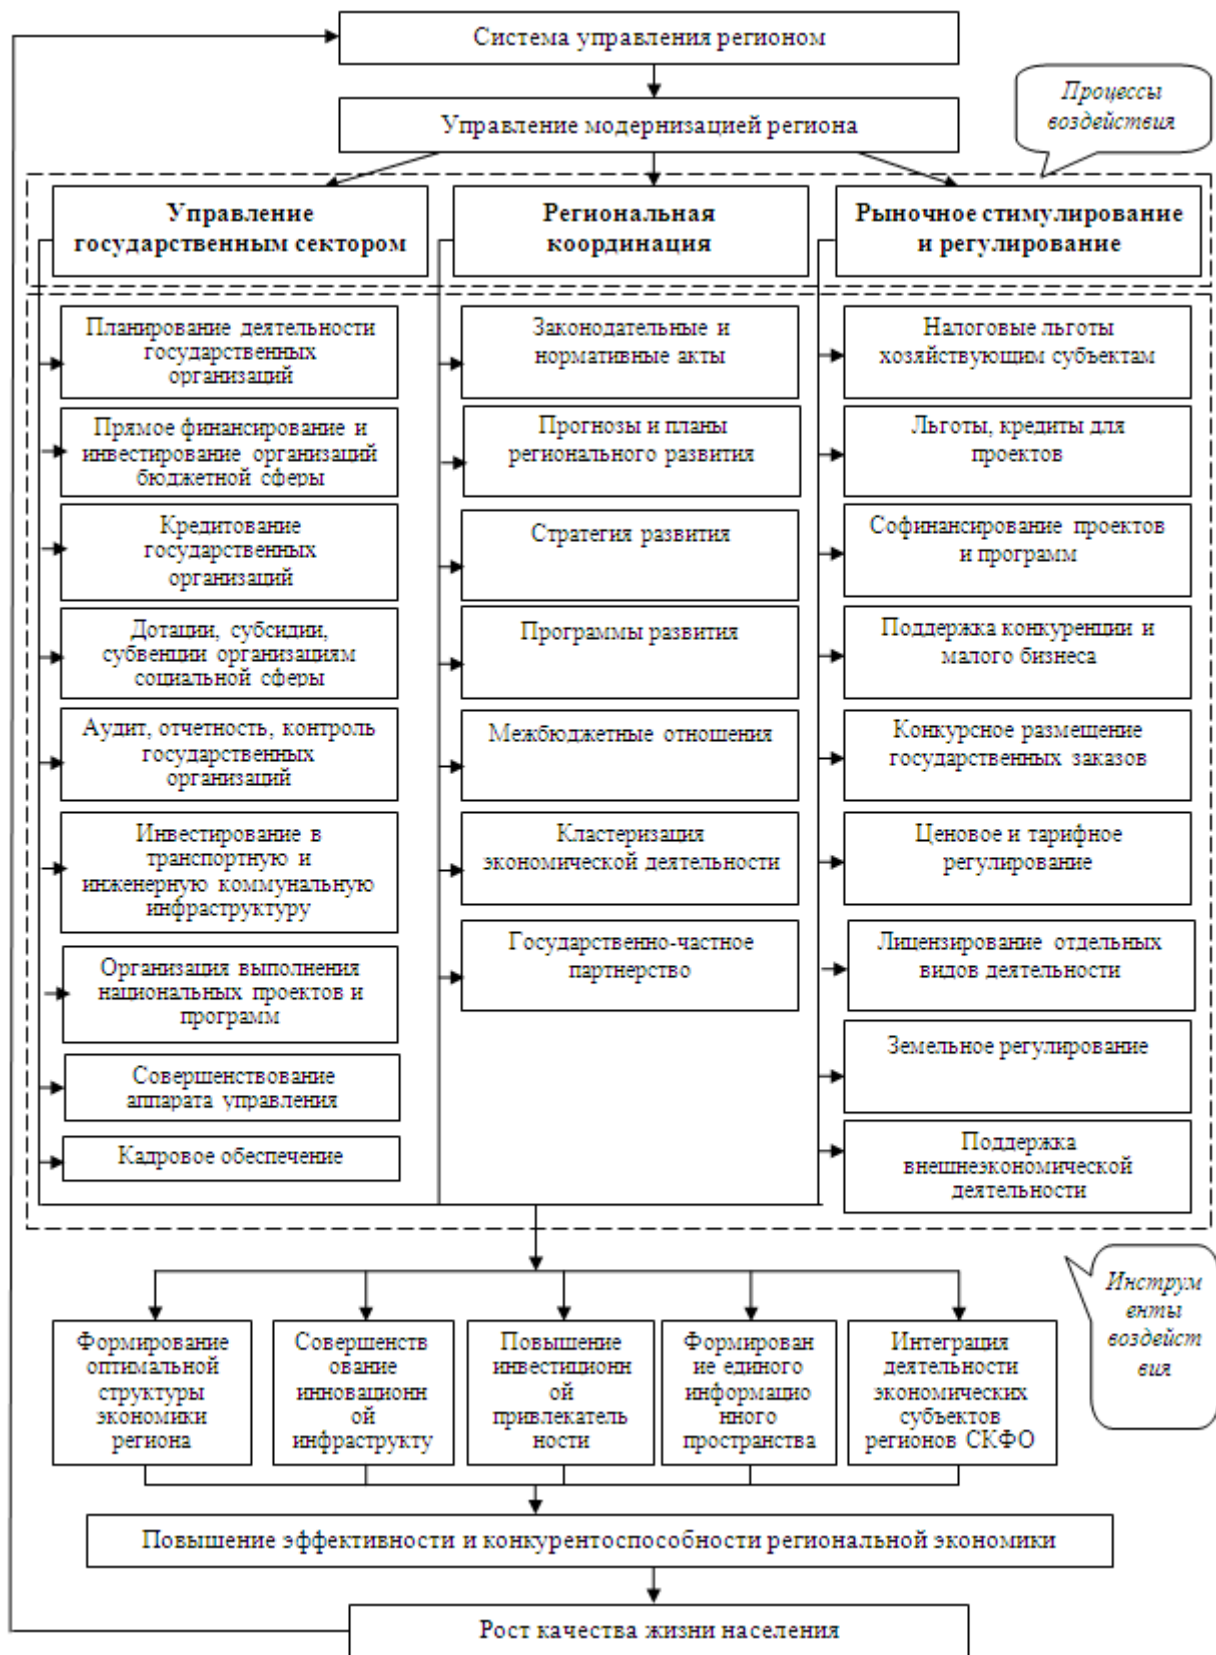 Система управления регионом
Управление модернизацией региона
Процессы
воздействия
Управление
государственным сектором
Региональная
координация
Рыночное стимулирование
и регулирование
Планирование деятельности
государственных
организаций
Прямое финансирование и
инвестирование организаций
бюджетной сферы
Кредитование
государственных
организаций
Дотации, субсидии,
субвенции организациям
социальной сферы
Аудит, отчетность, контроль
государственных
организаций
Инвестирование в
транспортную и
инженерную коммунальную
инфраструктуру
Организация выполнения
национальных проектов и
программ
Совершенствование
аппарата управления
Кадровое обеспечение
Законодательные и
нормативные акты
Прогнозы и планы
регионального развития
Стратегия развития
Программы развития
Межбюджетные отношения
Кластеризация
экономической деятельности
Государственно-частное
партнерство
Налоговые льготы
хозяйствующим субъектам
Льготы, кредиты для
проектов
Софинансирование проектов
и программ
Поддержка конкуренции и
малого бизнеса
Конкурсное размещение
государственных заказов
Ценовое и тарифное
регулирование
Лицензирование отдельных
видов деятельности
Земельное регулирование
Поддержка
внешнеэкономической
деятельности
Инструм
енты
воздейст
вия
Формирование
оптимальной
структуры
экономики
региона
Совершенств
ование
инновационн
ой
инфраструкту
Повышение
инвестиционн
ой
привлекатель
ности
Формирован
ие единого
информацио
нного
пространства
Интеграция
деятельности
экономических
субъектов
регионов СКФО
Повышение эффективности и конкурентоспособности региональной экономики
Рост качества жизни населения